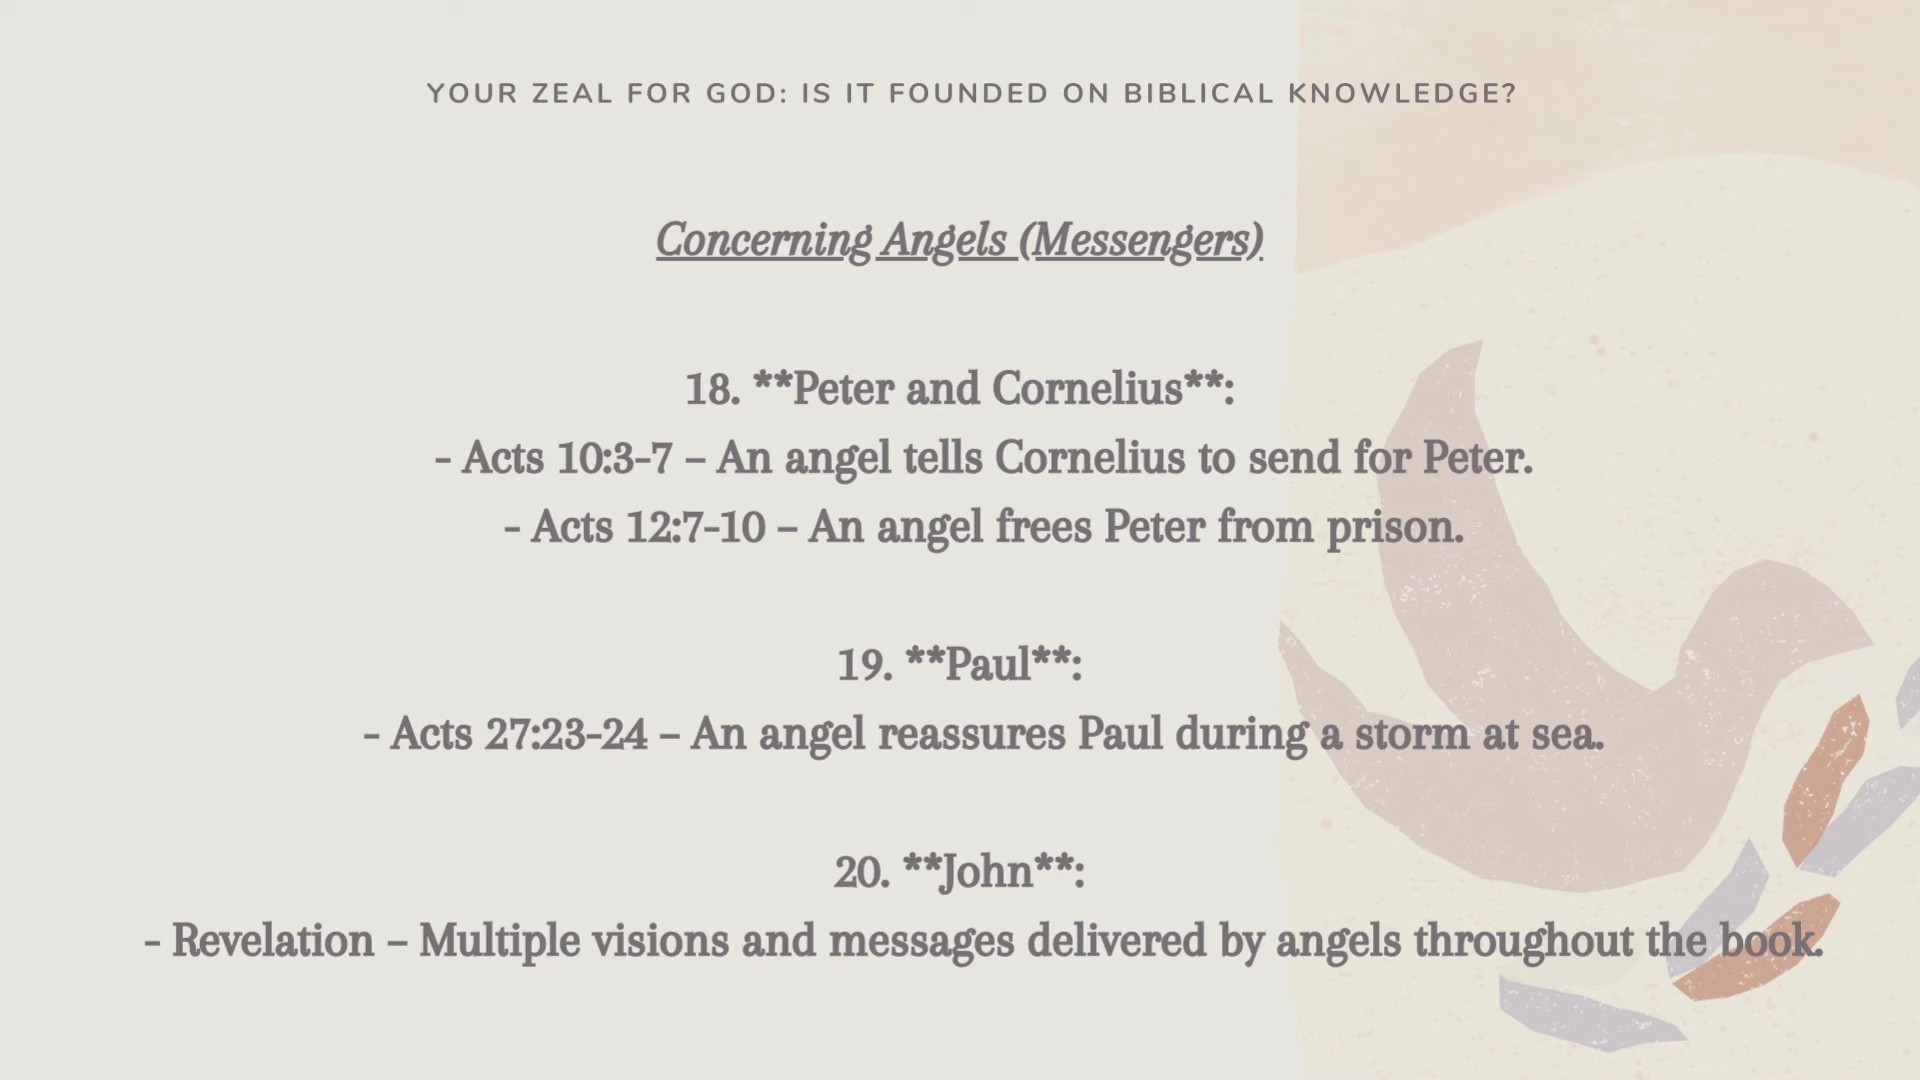 YOUR ZEAL FOR GOD: IS IT FOUNDED ON BIBLICAL KNOWLEDGE?
Concerning Angels (Messengers)
18. **Peter and Cornelius**:
- Acts 10:3-7 – An angel tells Cornelius to send for Peter.
- Acts 12:7-10 – An angel frees Peter from prison.
19. **Paul**:
- Acts 27:23-24 – An angel reassures Paul during a storm at sea.
20. **John**:
- Revelation – Multiple visions and messages delivered by angels throughout the book.